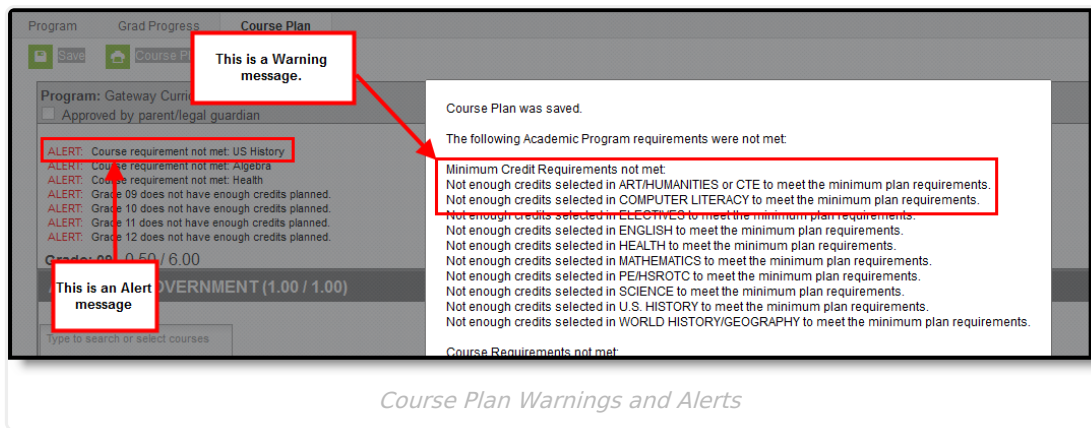 Program Grad Progress Course Plan
Save Course P
This is a Warning
message.
Program: Gateway Curri
Approved by parent/legal guardian
ALERT: Course requirement not met: US History
ALERT: Course requirement not met: Algebra
ALERT: Course requirement not met: Health
ALERT: Grade 09 does not have enough credits planned.
ALERT: Grade 10 does not have enough credits planned.
ALERT: Grade 11 does not have enough credits planned.
ALERT: Grade 12 does not have enough credits planned.
Grade: 09 0.50 / 6.00
This is an Alert
message
OVERNMENT (1.00 / 1.00)
Type to search or select courses
Course Plan was saved.
The following Academic Program requirements were not met:
Minimum Credit Requirements not met:
Not enough credits selected in ART/HUMANITIES or CTE to meet the minimum plan requirements.
Not enough credits selected in COMPUTER LITERACY to meet the minimum plan requirements.
Not enough credits selected in ELECTIVES to meet the minimum plan requirements.
Not enough credits selected in ENGLISH to meet the minimum plan requirements.
Not enough credits selected in HEALTH to meet the minimum plan requirements.
Not enough credits selected in MATHEMATICS to meet the minimum plan requirements.
Not enough credits selected in PE/HSROTC to meet the minimum plan requirements.
Not enough credits selected in SCIENCE to meet the minimum plan requirements.
Not enough credits selected in U.S. HISTORY to meet the minimum plan requirements.
Not enough credits selected in WORLD HISTORY/GEOGRAPHY to meet the minimum plan requirements.
Course Requirements not met:
Course Plan Warnings and Alerts